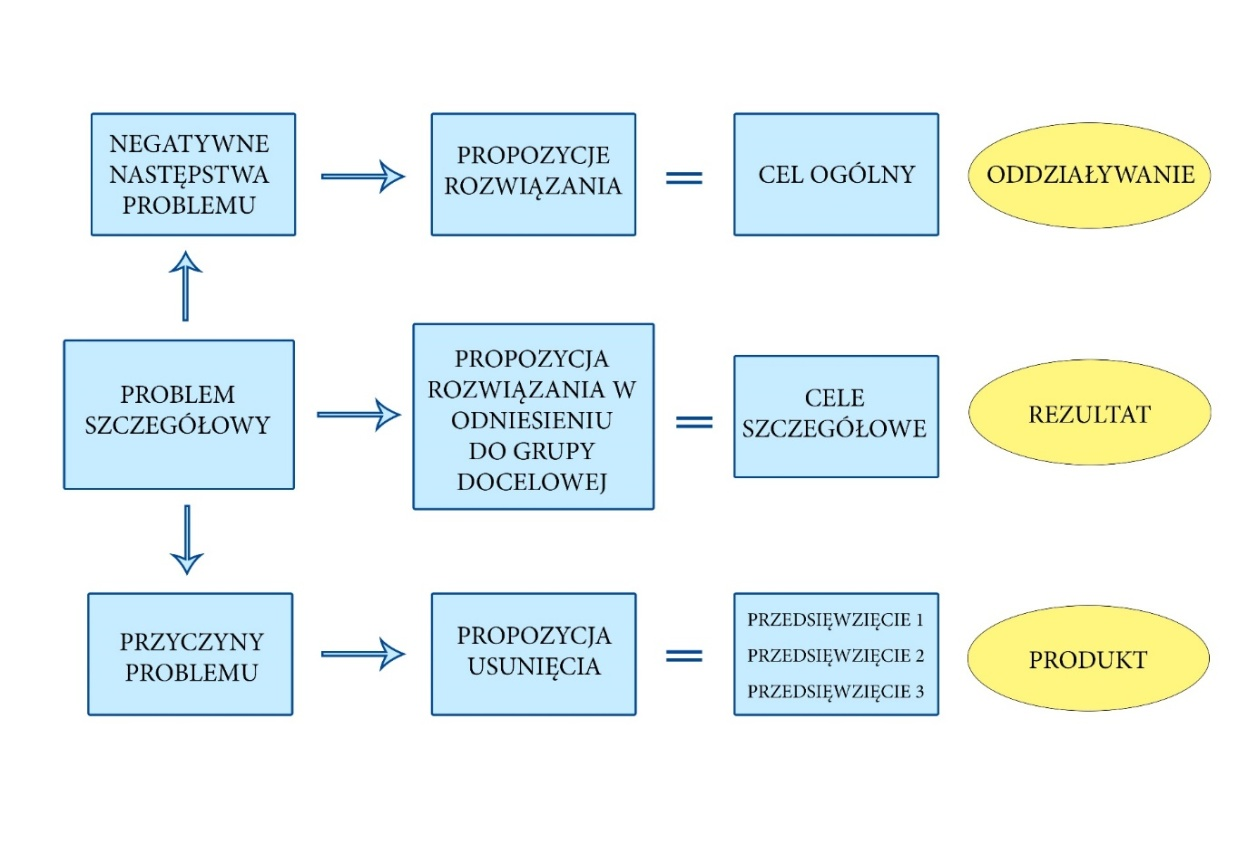 NEGATYWNE
NASTĘPSTWA
PROBLEMU
PROPOZYCJE
ROZWIĄZANIA
CEL OGÓLNY
ODDZIAŁYWANIE
PROBLEM
SZCZEGÓŁOWY
PROPOZYCJA
ROZWIĄZANIA W
ODNIESIENIU
DO GRUPY
DOCELOWEJ
CELE
SZCZEGÓŁOWE
REZULTAT
PRZYCZYNY
PROBLEMU
PROPOZYCJA
USUNIĘCIA
PRZEDSIĘWZIĘCIE 1
PRZEDSIĘWZIĘCIE 2
PRZEDSIĘWZIĘCIE 3
PRODUKT